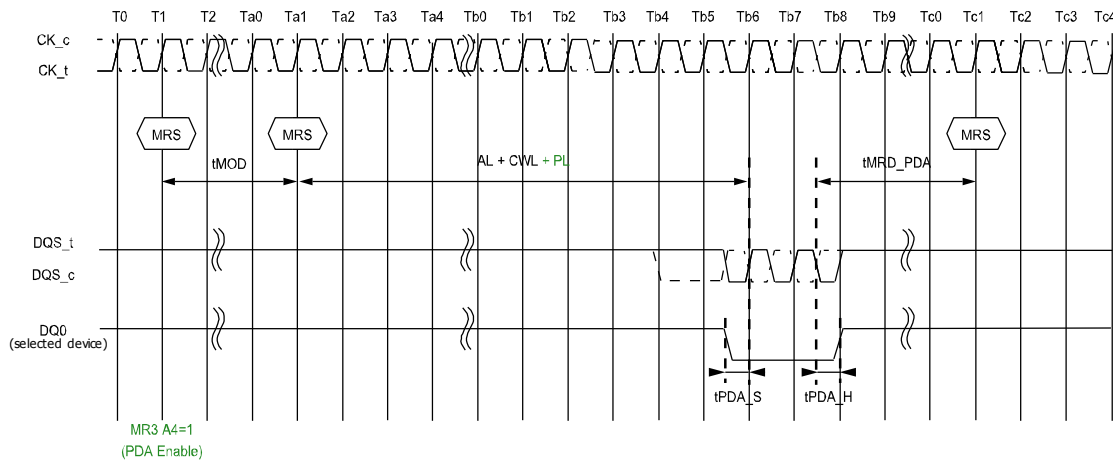 T0 T1 T2 Ta0 Ta1 Ta2 Ta3 Ta4 Tb0 Tb1 Tb2 Tb3 Tb4 Tb5 Tb6 Tb7 Tb8 Tb9 Tc0 Tc1 Tc2 Tc3 Tc4
CK_c
CK_t
MRS MRS MRS
tMOD AL + CWL + PL tMRD_PDA
DQS_t
DQS_c
DQ0
(selected device)
tPDA_S tPDA_H
MR3 A4=1
(PDA Enable)